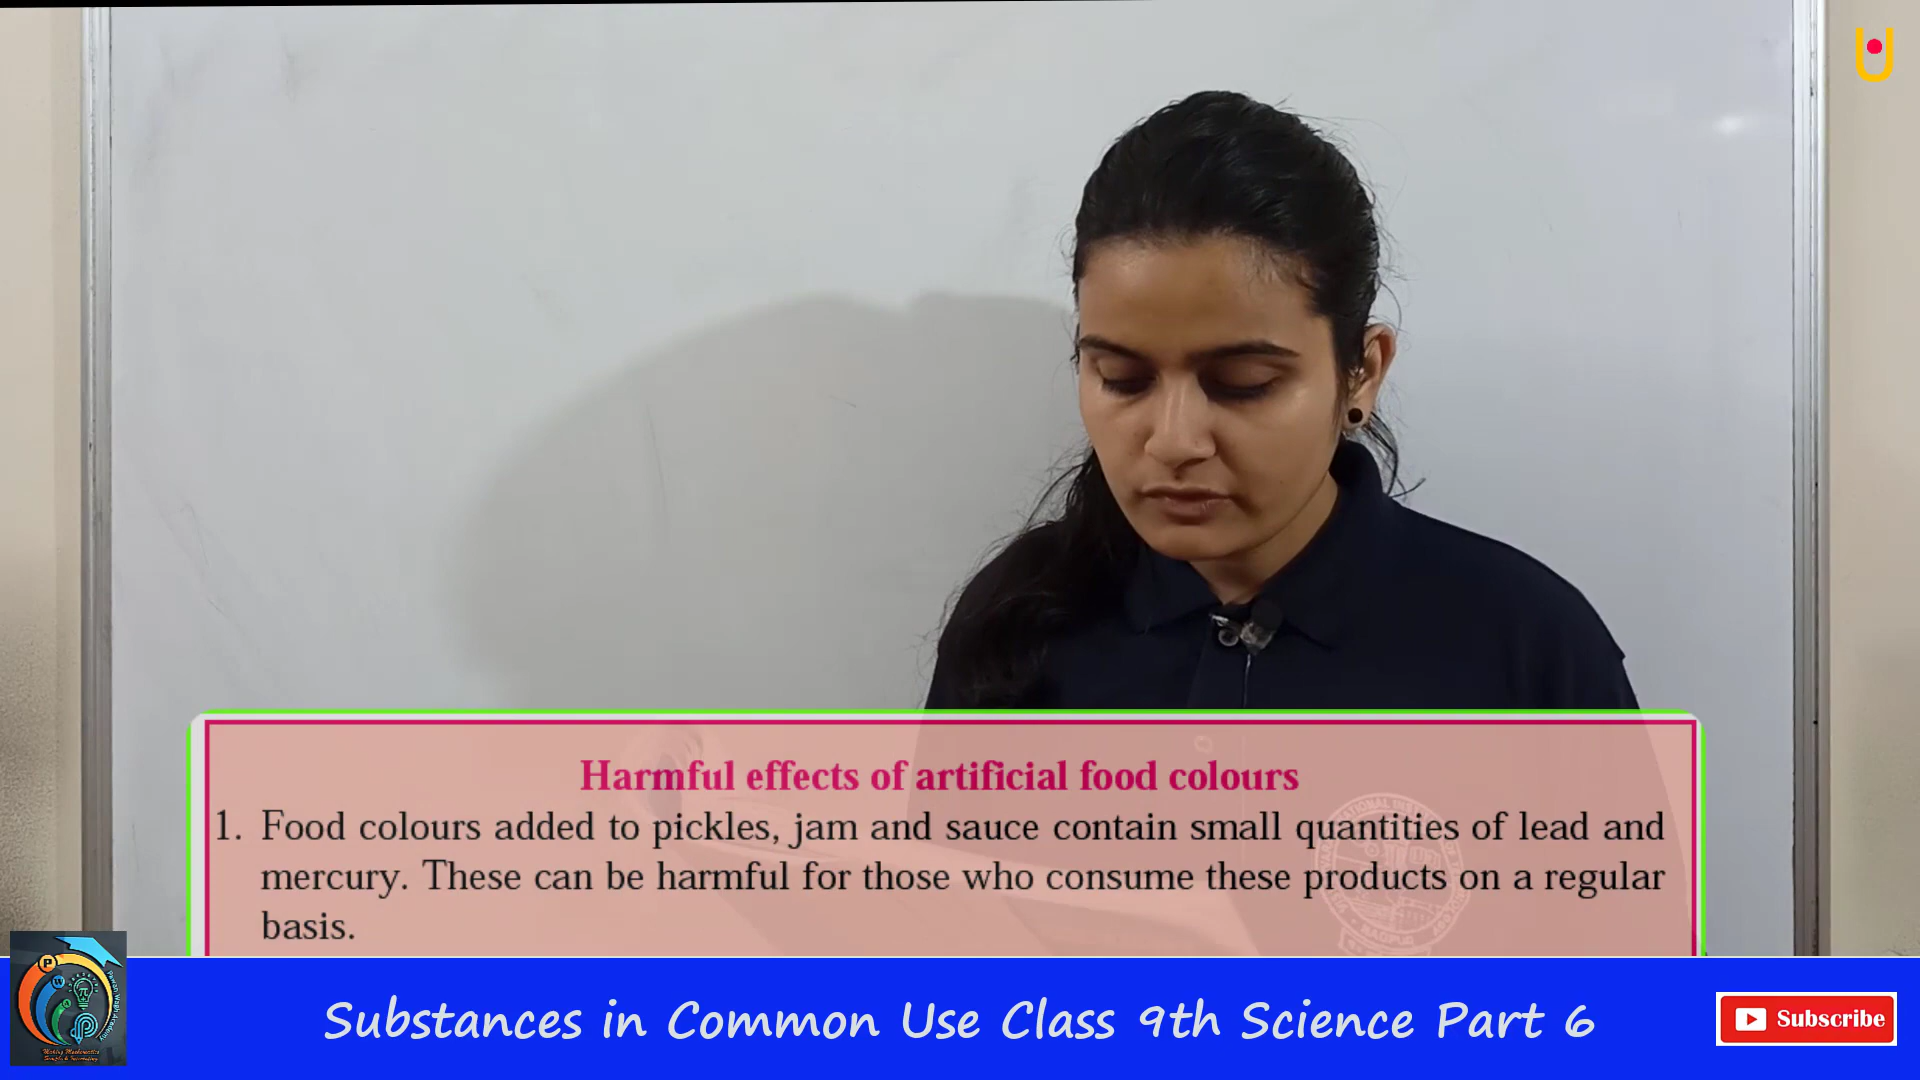 Harmful effects of artificial food colours
1. Food colours added to pickles, jam and sauce contain small quantities of lead and
mercury. These can be harmful for those who consume these products on a regular
basis.
Substances in Common Use Class 9th Science Part 6
Subscribe